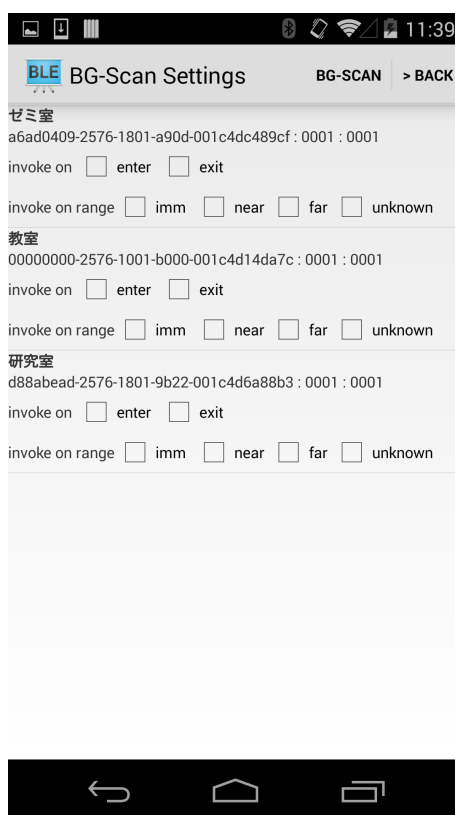 11:39
BLE BG-Scan Settings BG-SCAN > BACK
ゼミ室
a6ad0409-2576-1801-a90d-001c4dc489cf : 0001 : 0001
invoke on enter exit
invoke on range imm near far unknown
教室
00000000-2576-1001-b000-001c4d14da7c : 0001 : 0001
invoke on enter exit
invoke on range imm near far unknown
研究室
d88abead-2576-1801-9b22-001c4d6a88b3 : 0001 : 0001
invoke on enter exit
invoke on range imm near far unknown